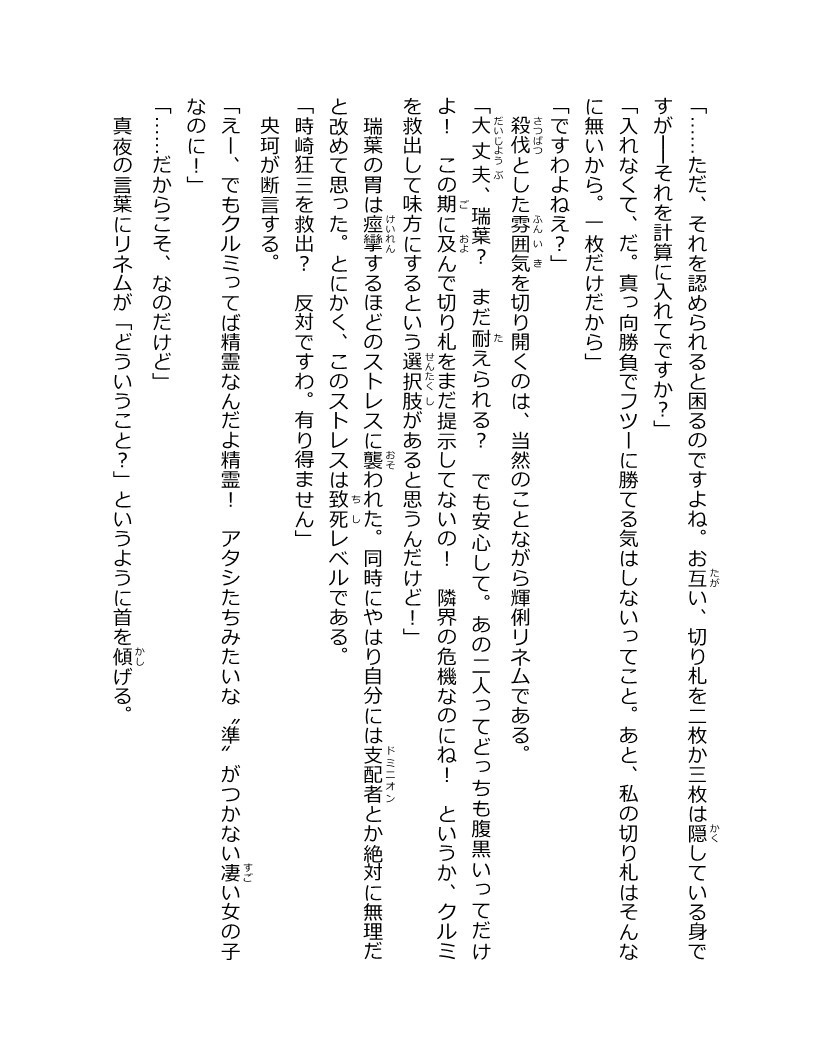 「……ただ、それを認められると困るのですよね。お互い、切り札を二枚か三枚は隠している身で
すが──それを計算に入れてですか？」
「入れなくて、だ。真っ向勝負でフツーに勝てる気はしないってこと。あと、私の切り札はそんな
に無いから。一枚だけだから」
「ですわよねえ？」
殺伐とした雰囲気を切り開くのは、当然のことながら輝俐リネムである。
「大丈夫、瑞葉？　まだ耐えられる？　でも安心して。あの二人ってどっちも腹黒いってだけ
よ！　この期に及んで切り札をまだ提示してないの！　隣界の危機なのにね！　というか、クルミ
を救出して味方にするという選択肢があると思うんだけど！」
瑞葉の胃は痙攣するほどのストレスに襲われた。同時にやはり自分には支配者とか絶対に無理だ
と改めて思った。とにかく、このストレスは致死レベルである。
「時崎狂三を救出？　反対ですわ。有り得ません」
央珂が断言する。
「えー、でもクルミってば精霊なんだよ精霊！　アタシたちみたいな〝準〟がつかない凄い女の子
なのに！」
「……だからこそ、なのだけど」
真夜の言葉にリネムが「どういうこと？」というように首を傾げる。